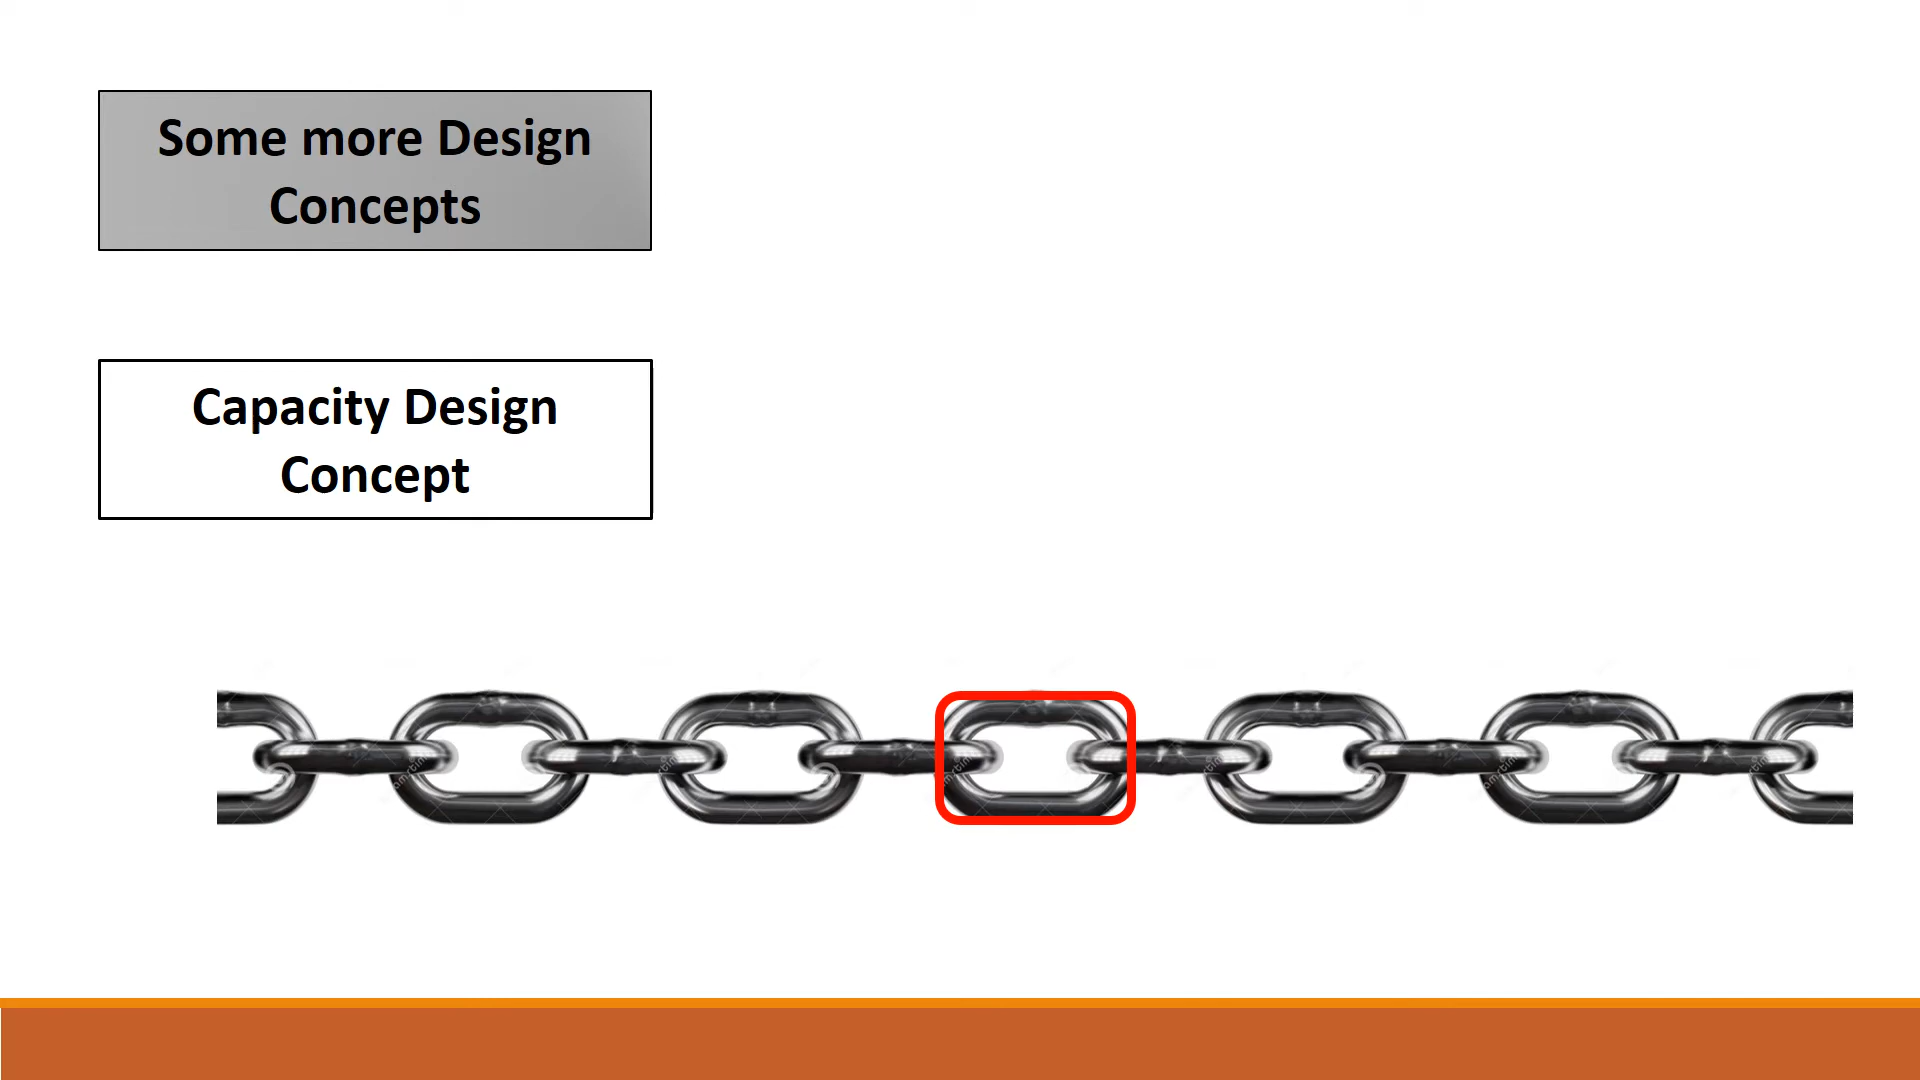 Some more Design
Concepts
Capacity Design
Concept